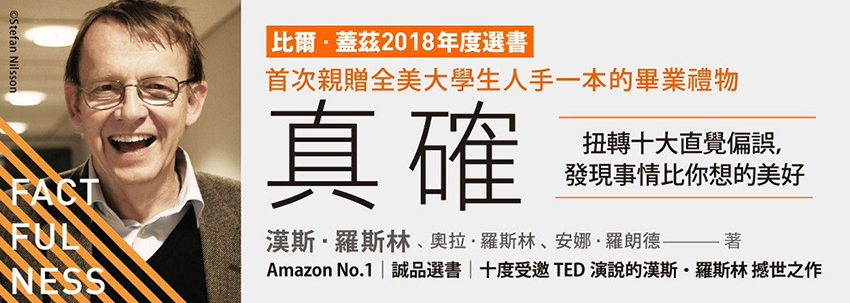 ©Stefan Nilsson
FACT
FUL
NESS
比爾·蓋茲2018年度選書
首次親贈全美大學生人手一本的畢業禮物
真確
扭轉十大直覺偏誤,
發現事情比你想的美好
漢斯·羅斯林、奧拉·羅斯林、安娜·羅朗德——著
Amazon No.1|誠品選書|十度受邀 TED 演說的漢斯·羅斯林 撼世之作